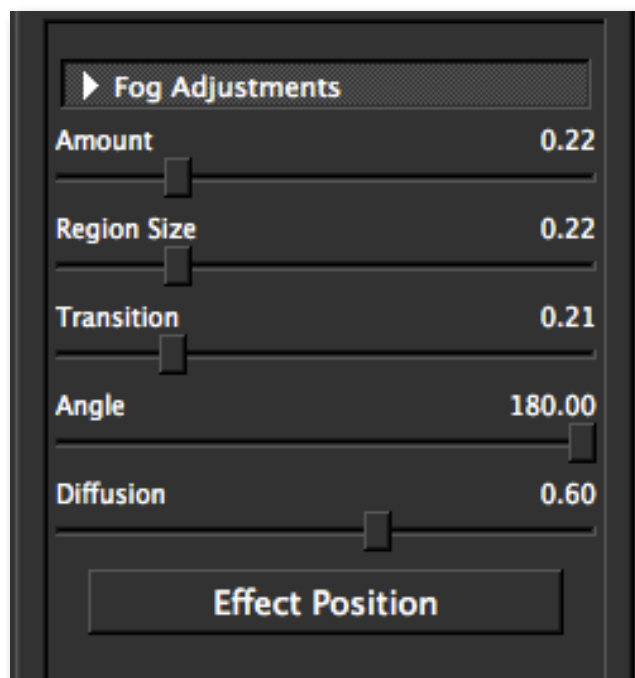 Fog Adjustments
Amount 0.22
Region Size 0.22
Transition 0.21
Angle 180.00
Diffusion 0.60
Effect Position